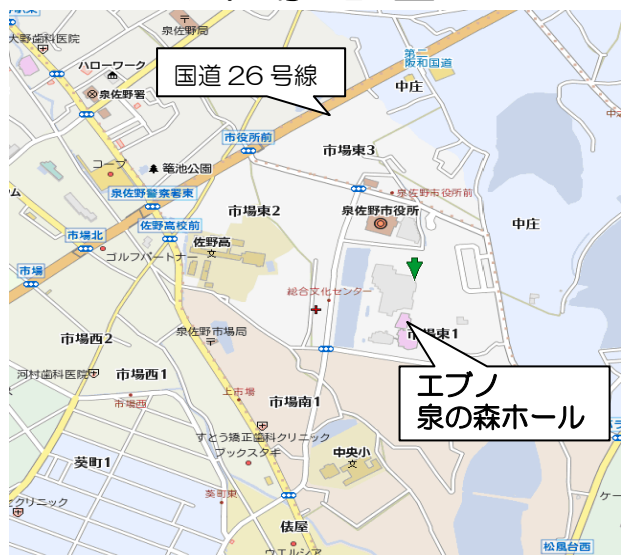 泉佐野局
大野歯科医院
ハローワーク
泉佐野署
国道26号線
第二
阪和国道
中庄
市役所前
市場東3
コープ
篭池公園
泉佐野警察署東
泉佐野市役所前
市場東2
泉佐野市役所
中庄
佐野高校前
市場北
佐野高
ゴルフパートナー
市場
総合文化センター
泉佐野市場局
市場東1
市場西2
エブノ
泉の森ホール
河村歯科医院
市場西1
上市場
市場南1
市場西
すとう矯正歯科クリニック
ブックスタギ
中央小
葵町1
葵町東
クリニック
俵屋
ウエルシア
松風台西